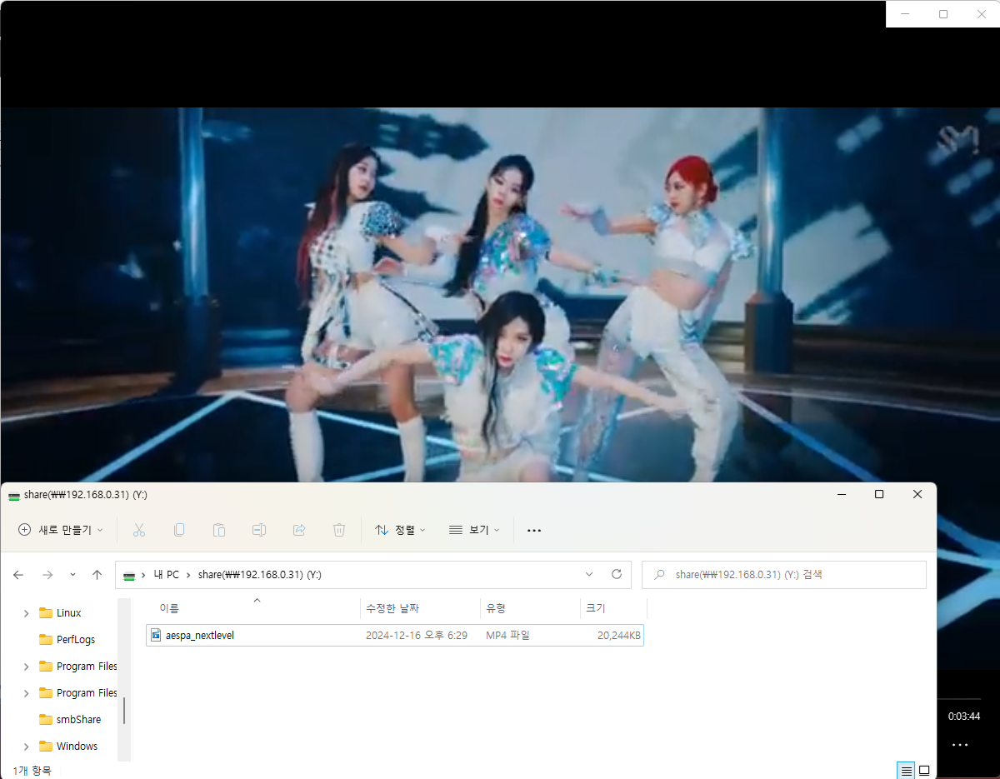 SM
share(₩₩192.168.0.31) (Y:)
새로 만들기
정렬
보기
내 PC > share(₩₩192.168.0.31) (Y:)
share(₩₩192.168.0.31) (Y:) 검색
이름 수정한 날짜 유형 크기
Linux
aespa_nextlevel 2024-12-16 오후 6:29 MP4 파일 20,244KB
PerfLogs
Program Files
Program Files
smbShare
0:03:44
Windows
1개 항목